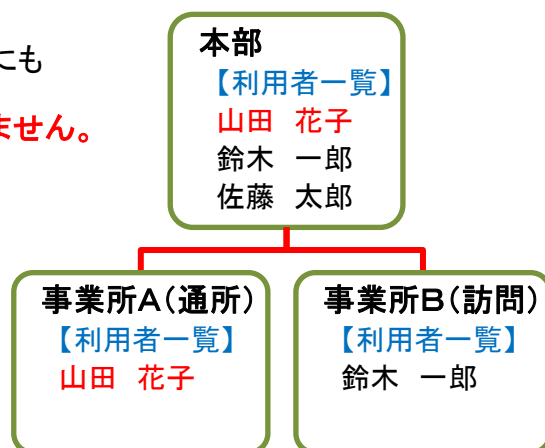 にも
ません。
本部
【利用者一覧】
山田　花子
鈴木　一郎
佐藤　太郎
事業所A(通所)
【利用者一覧】
山田　花子
事業所B(訪問)
【利用者一覧】
鈴木　一郎